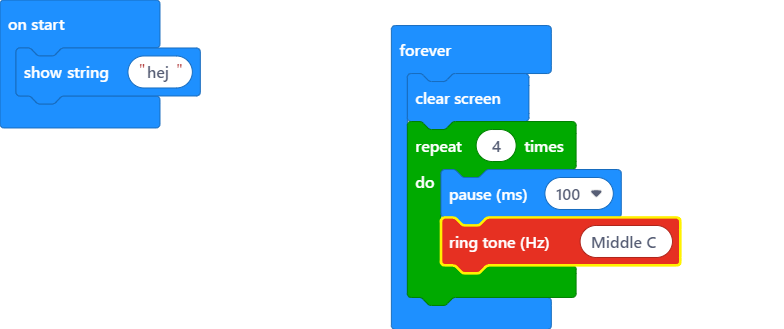 on start
show string "hej "
forever
clear screen
repeat 4 times
do
pause (ms) 100
ring tone (Hz) Middle C